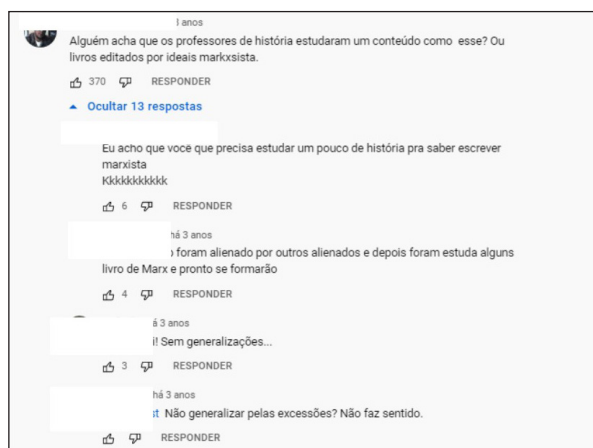 anos
Alguém acha que os professores de história estudaram um conteúdo como esse? Ou
livros editados por ideais markxsista.
370 RESPONDER
Ocultar 13 respostas
Eu acho que você que precisa estudar um pouco de história pra saber escrever
marxista
Kkkkkkkkkkk
6 RESPONDER
há 3 anos
foram alienado por outros alienados e depois foram estuda alguns
livro de Marx e pronto se formarão
4 RESPONDER
á 3 anos
i! Sem generalizações...
3 RESPONDER
há 3 anos
st Não generalizar pelas excessões? Não faz sentido.
RESPONDER